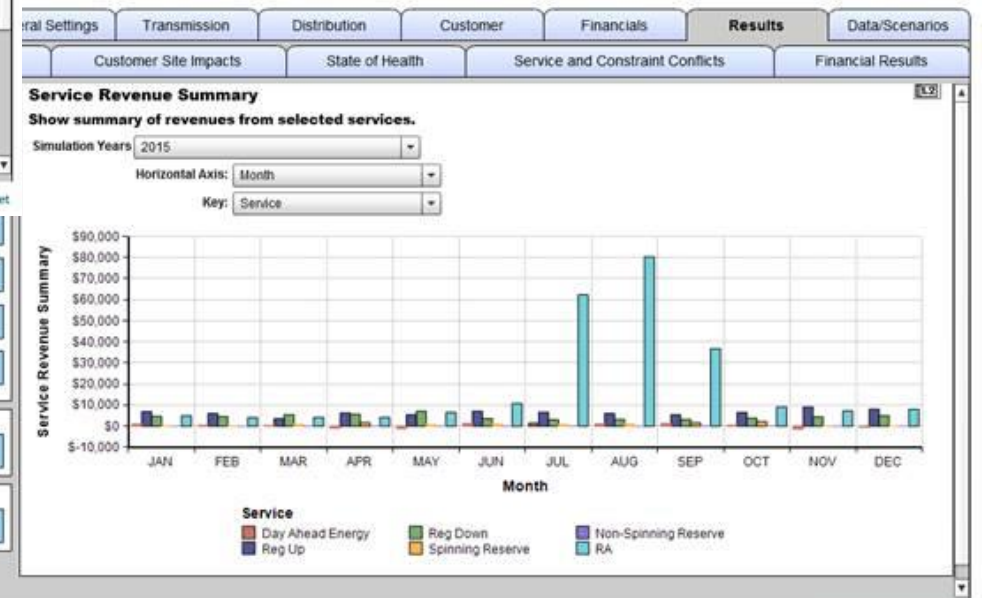 ral Settings Transmission Distribution Customer Financials Results Data/Scenarios
Customer Site Impacts State of Health Service and Constraint Conflicts Financial Results
Service Revenue Summary
Show summary of revenues from selected services.
Simulation Years 2015
Horizontal Axis: Month
Key: Service
et
Service Revenue Summary
$90,000
$80,000
$70,000
$60,000
$50,000
$40,000
$30,000
$20,000
$10,000
$0
$-10,000
JAN FEB MAR APR MAY JUN JUL AUG SEP OCT NOV DEC
Month
Service
Day Ahead Energy Reg Down Non-Spinning Reserve
Reg Up Spinning Reserve RA